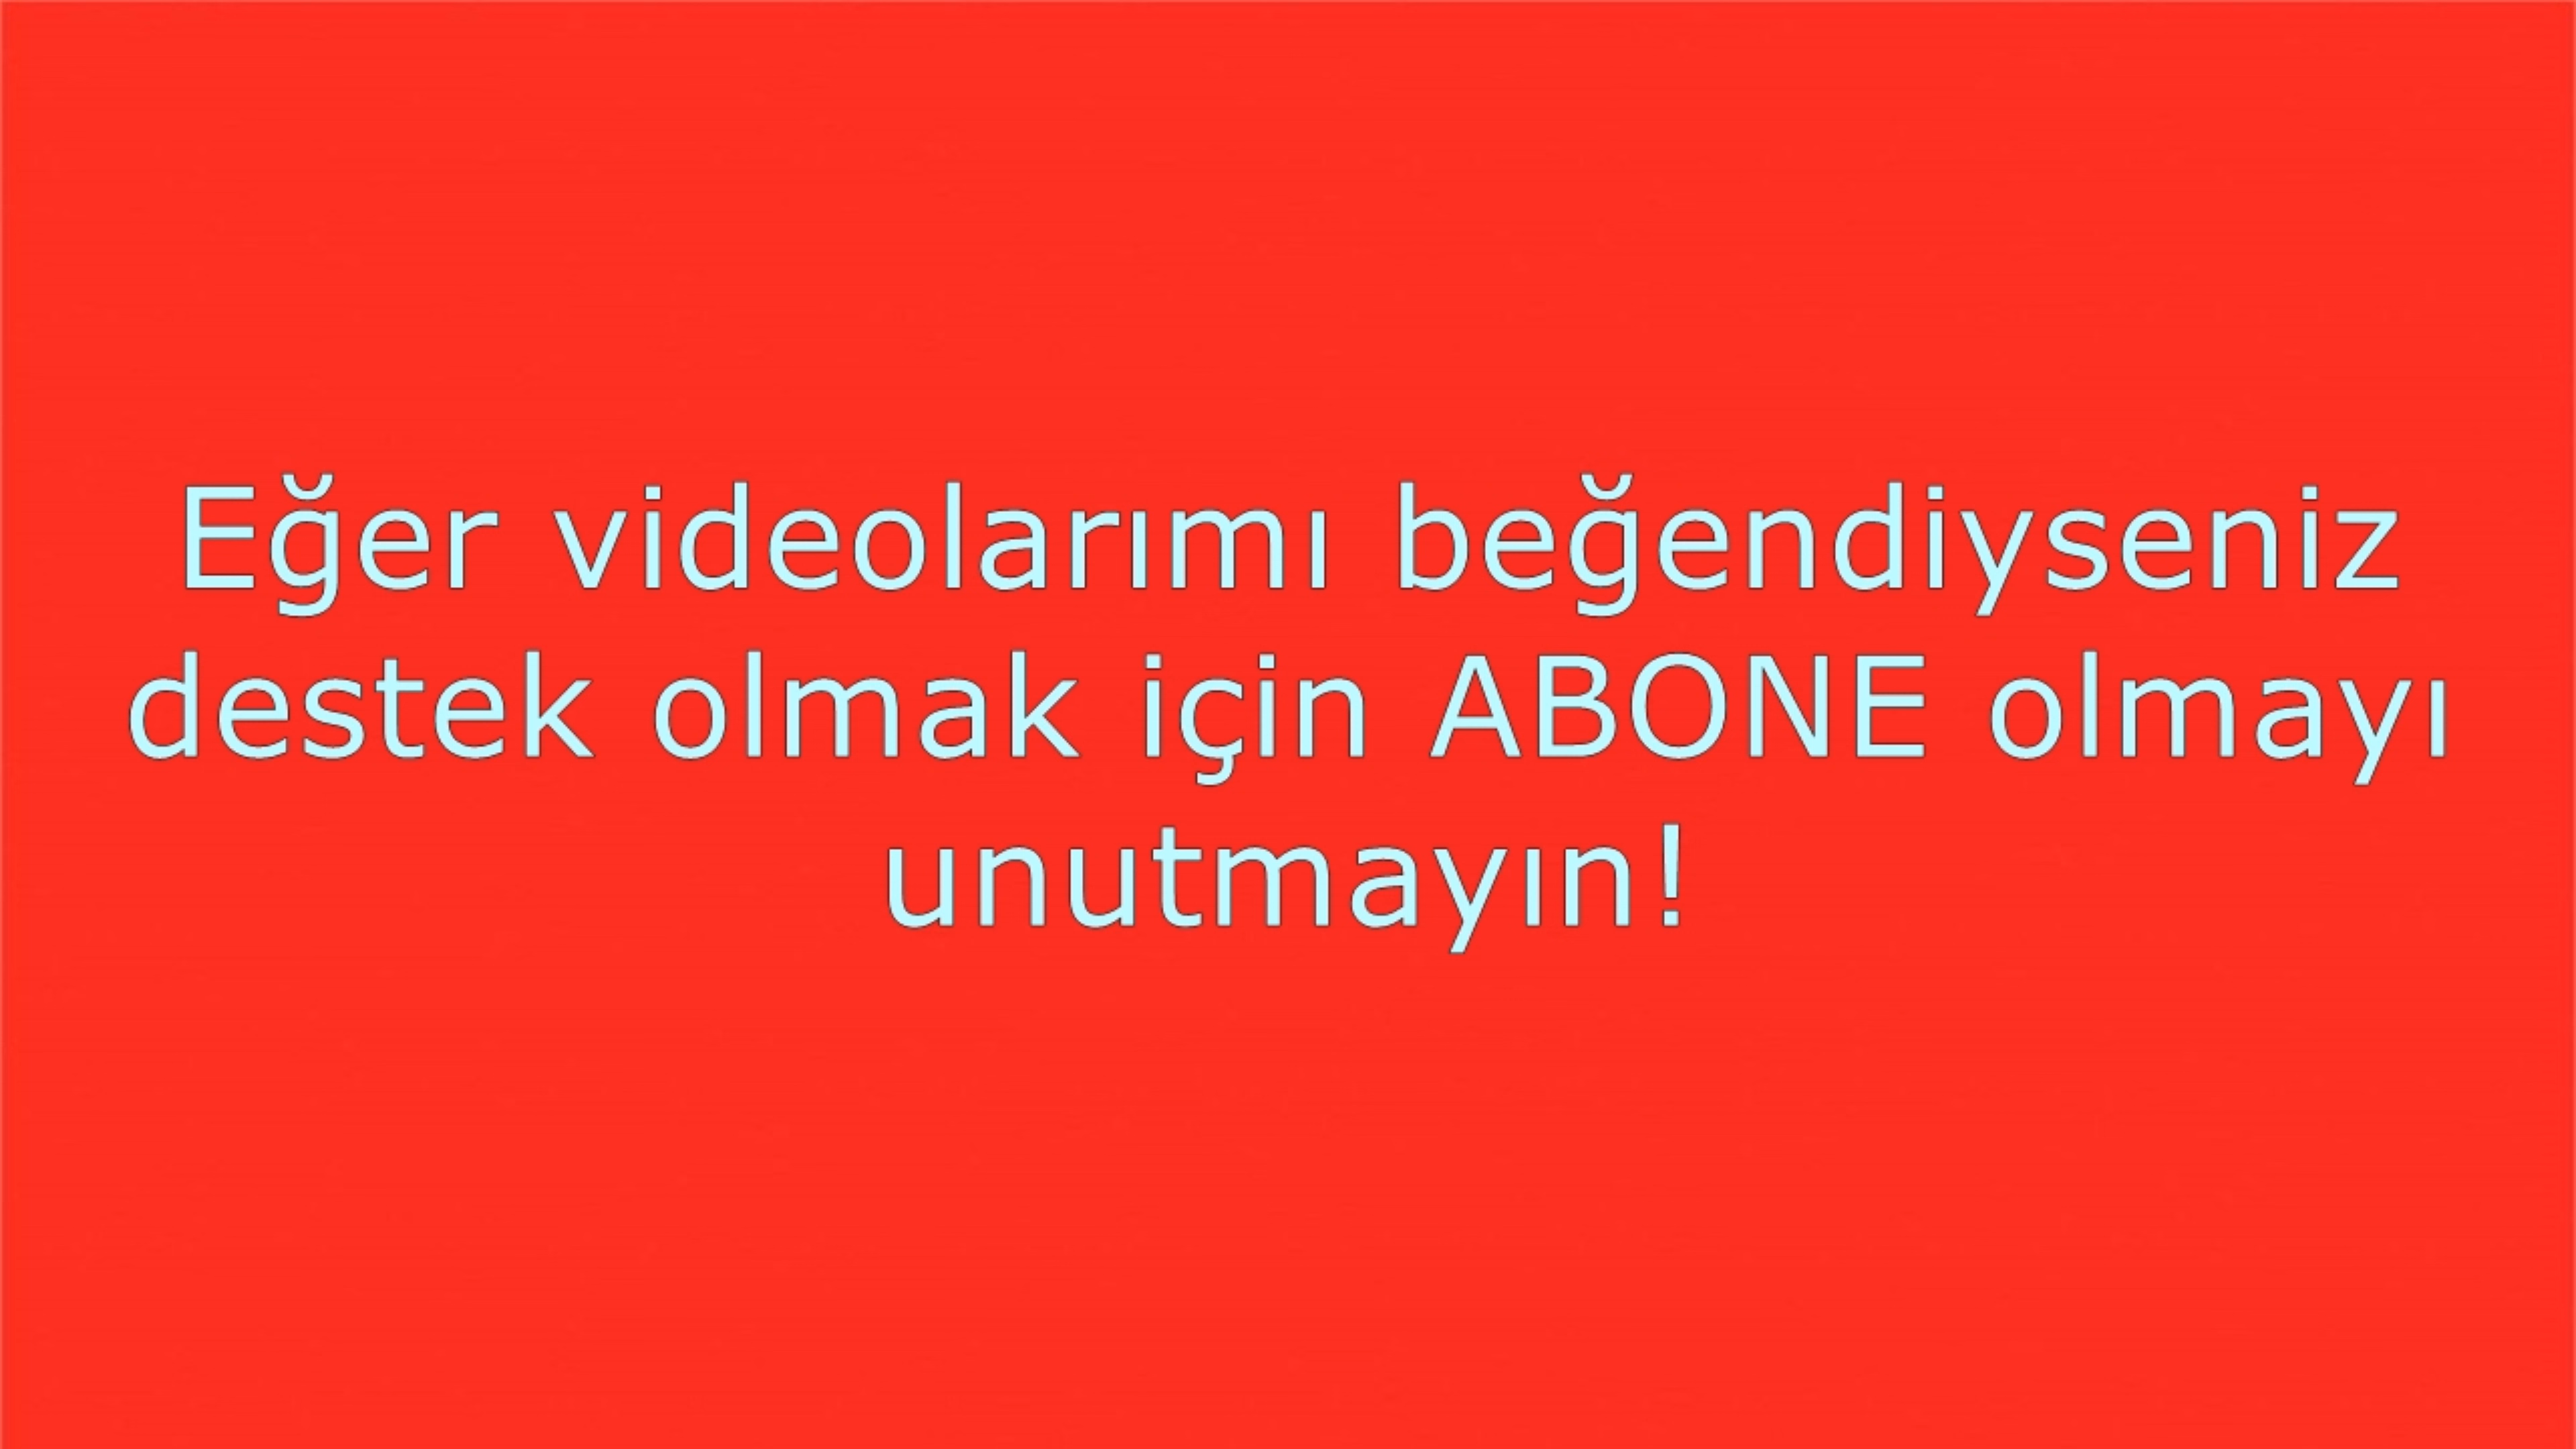 Eğer videolarımı beğendiyseniz
destek olmak için ABONE olmayı
unutmayın!